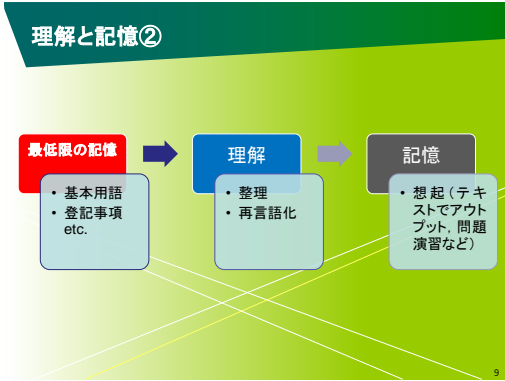 理解と記憶②
最低限の記憶
• 基本用語
• 登記事項
etc.
理解
• 整理
• 再言語化
記憶
• 想起（テキ
ストでアウト
プット，問題
演習など）
9